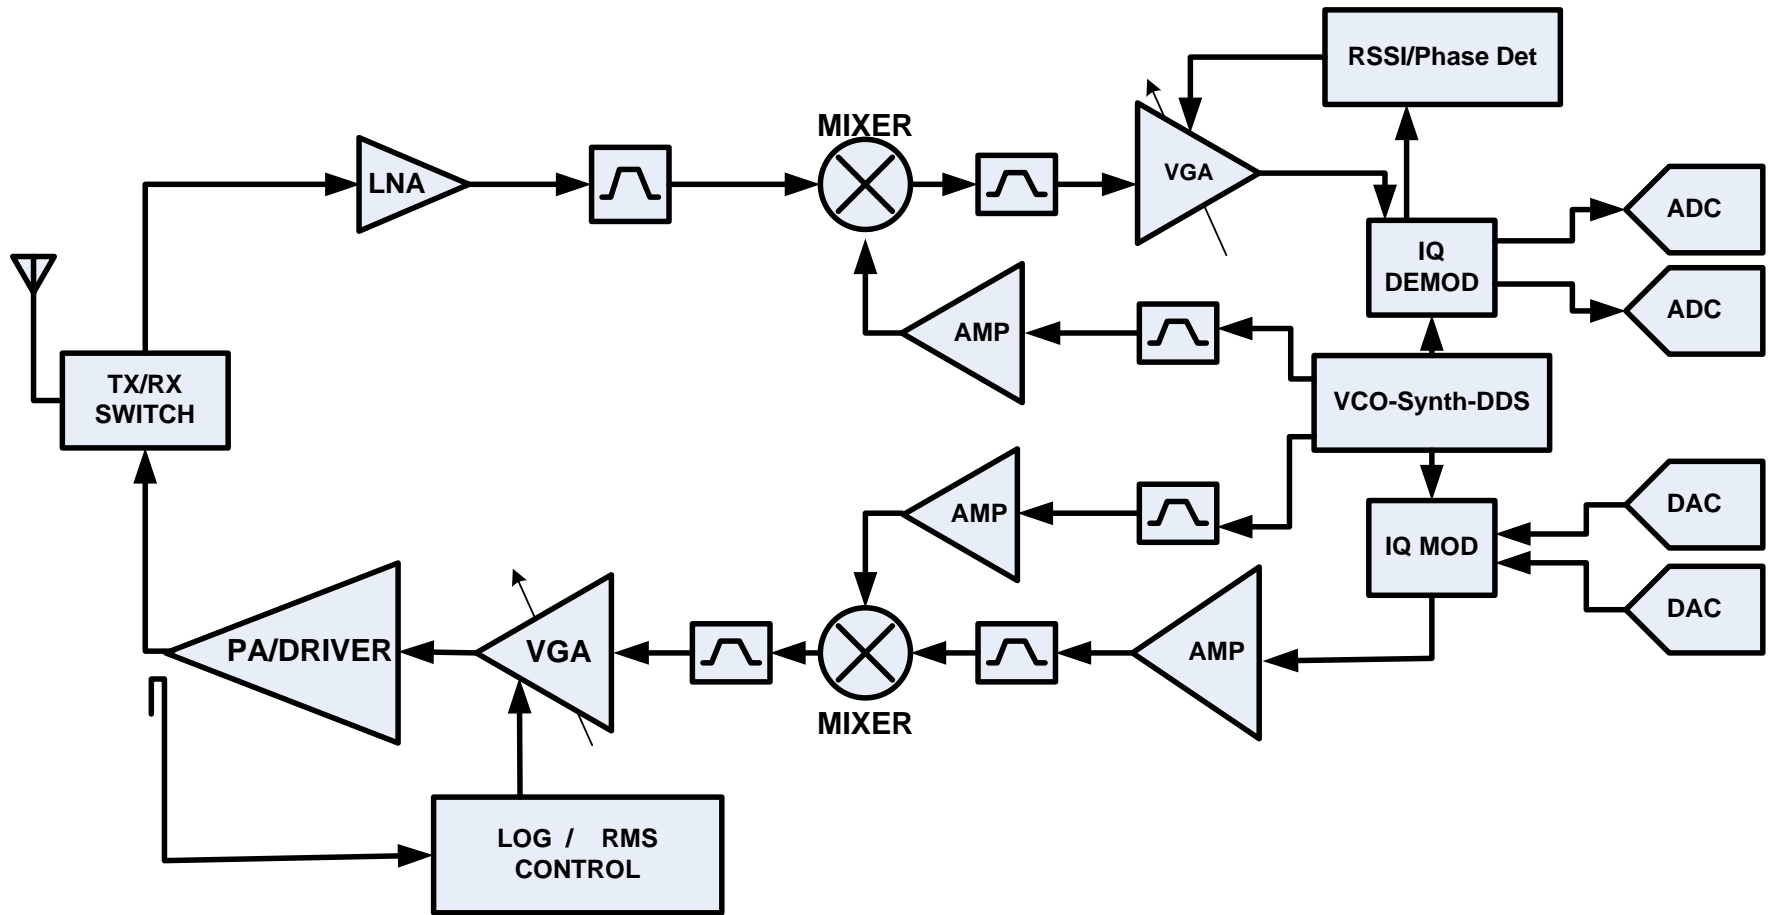 RSSI/Phase Det
MIXER
LNA
VGA
ADC
IQ
DEMOD
ADC
AMP
TX/RX
SWITCH
VCO-Synth-DDS
AMP
DAC
IQ MOD
DAC
PA/DRIVER
VGA
AMP
MIXER
LOG / RMS
CONTROL